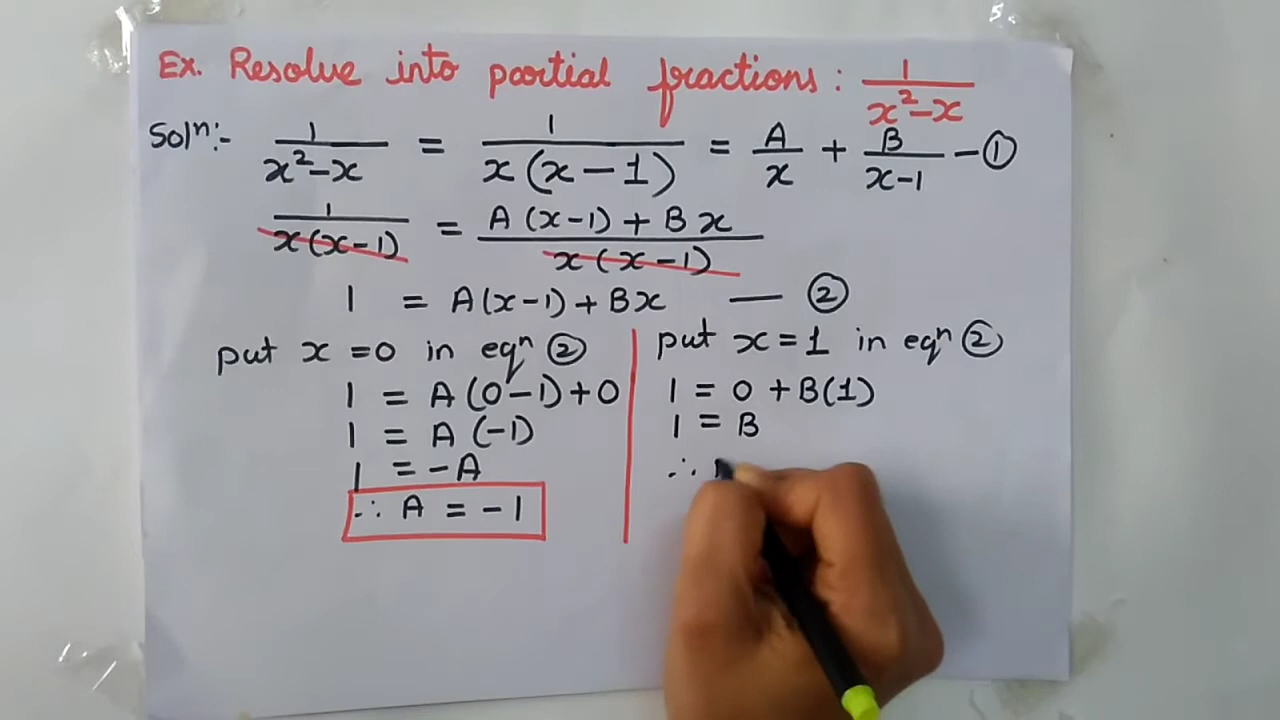 Ex. Resolve into partial fractions: 1/(x²-x)
Solⁿ:- 1/(x²-x) = 1/(x(x-1)) = A/x + B/(x-1) - ①
1/(x(x-1)) = (A(x-1) + Bx)/(x(x-1))
1 = A(x-1) + Bx — ②
put x = 0 in eqⁿ ②
1 = A(0-1) + 0
1 = A(-1)
1 = -A
∴ A = -1
put x = 1 in eqⁿ ②
1 = 0 + B(1)
1 = B
∴